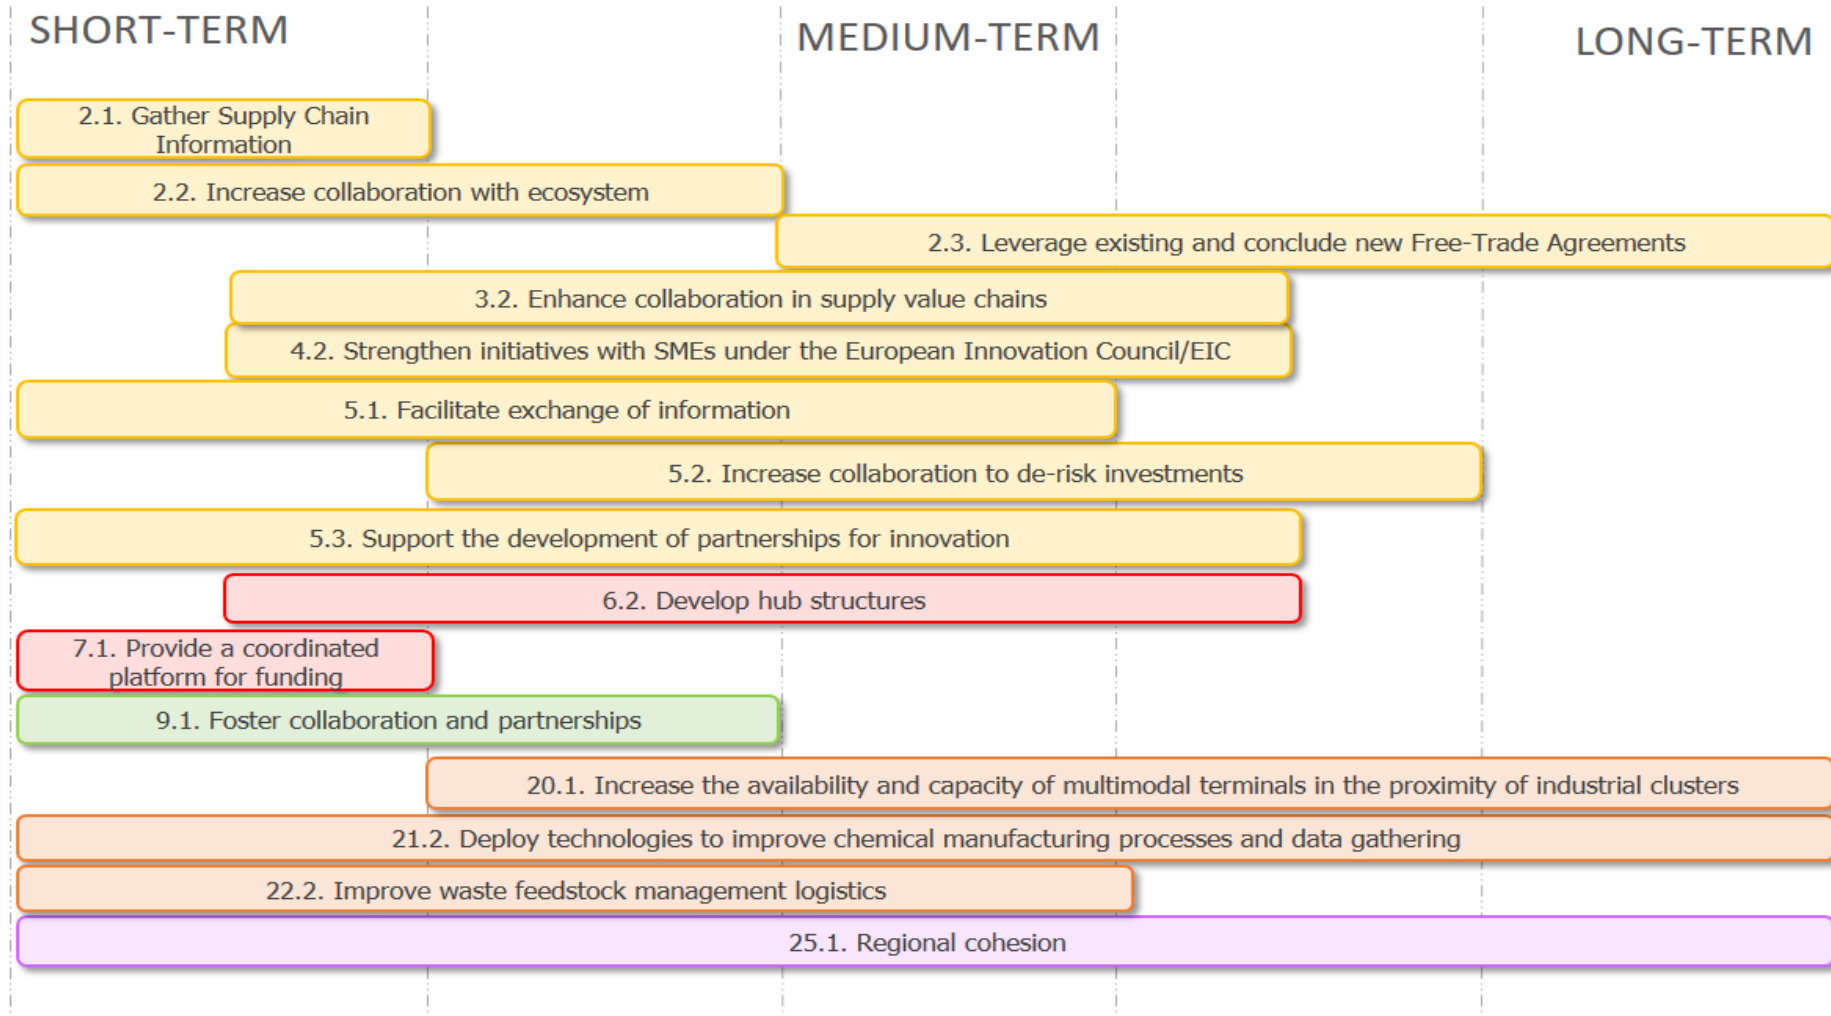 SHORT-TERM
MEDIUM-TERM
LONG-TERM
2.1. Gather Supply Chain
Information
2.2. Increase collaboration with ecosystem
2.3. Leverage existing and conclude new Free-Trade Agreements
3.2. Enhance collaboration in supply value chains
4.2. Strengthen initiatives with SMEs under the European Innovation Council/EIC
5.1. Facilitate exchange of information
5.2. Increase collaboration to de-risk investments
5.3. Support the development of partnerships for innovation
6.2. Develop hub structures
7.1. Provide a coordinated
platform for funding
9.1. Foster collaboration and partnerships
20.1. Increase the availability and capacity of multimodal terminals in the proximity of industrial clusters
21.2. Deploy technologies to improve chemical manufacturing processes and data gathering
22.2. Improve waste feedstock management logistics
25.1. Regional cohesion